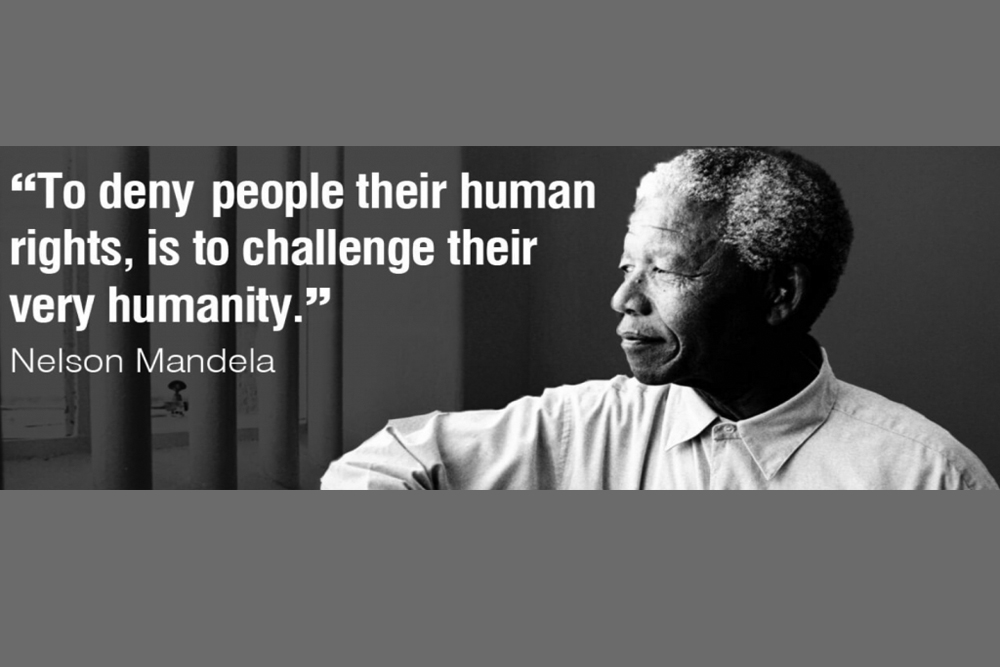 “To deny people their human
rights, is to challenge their
very humanity.”
Nelson Mandela